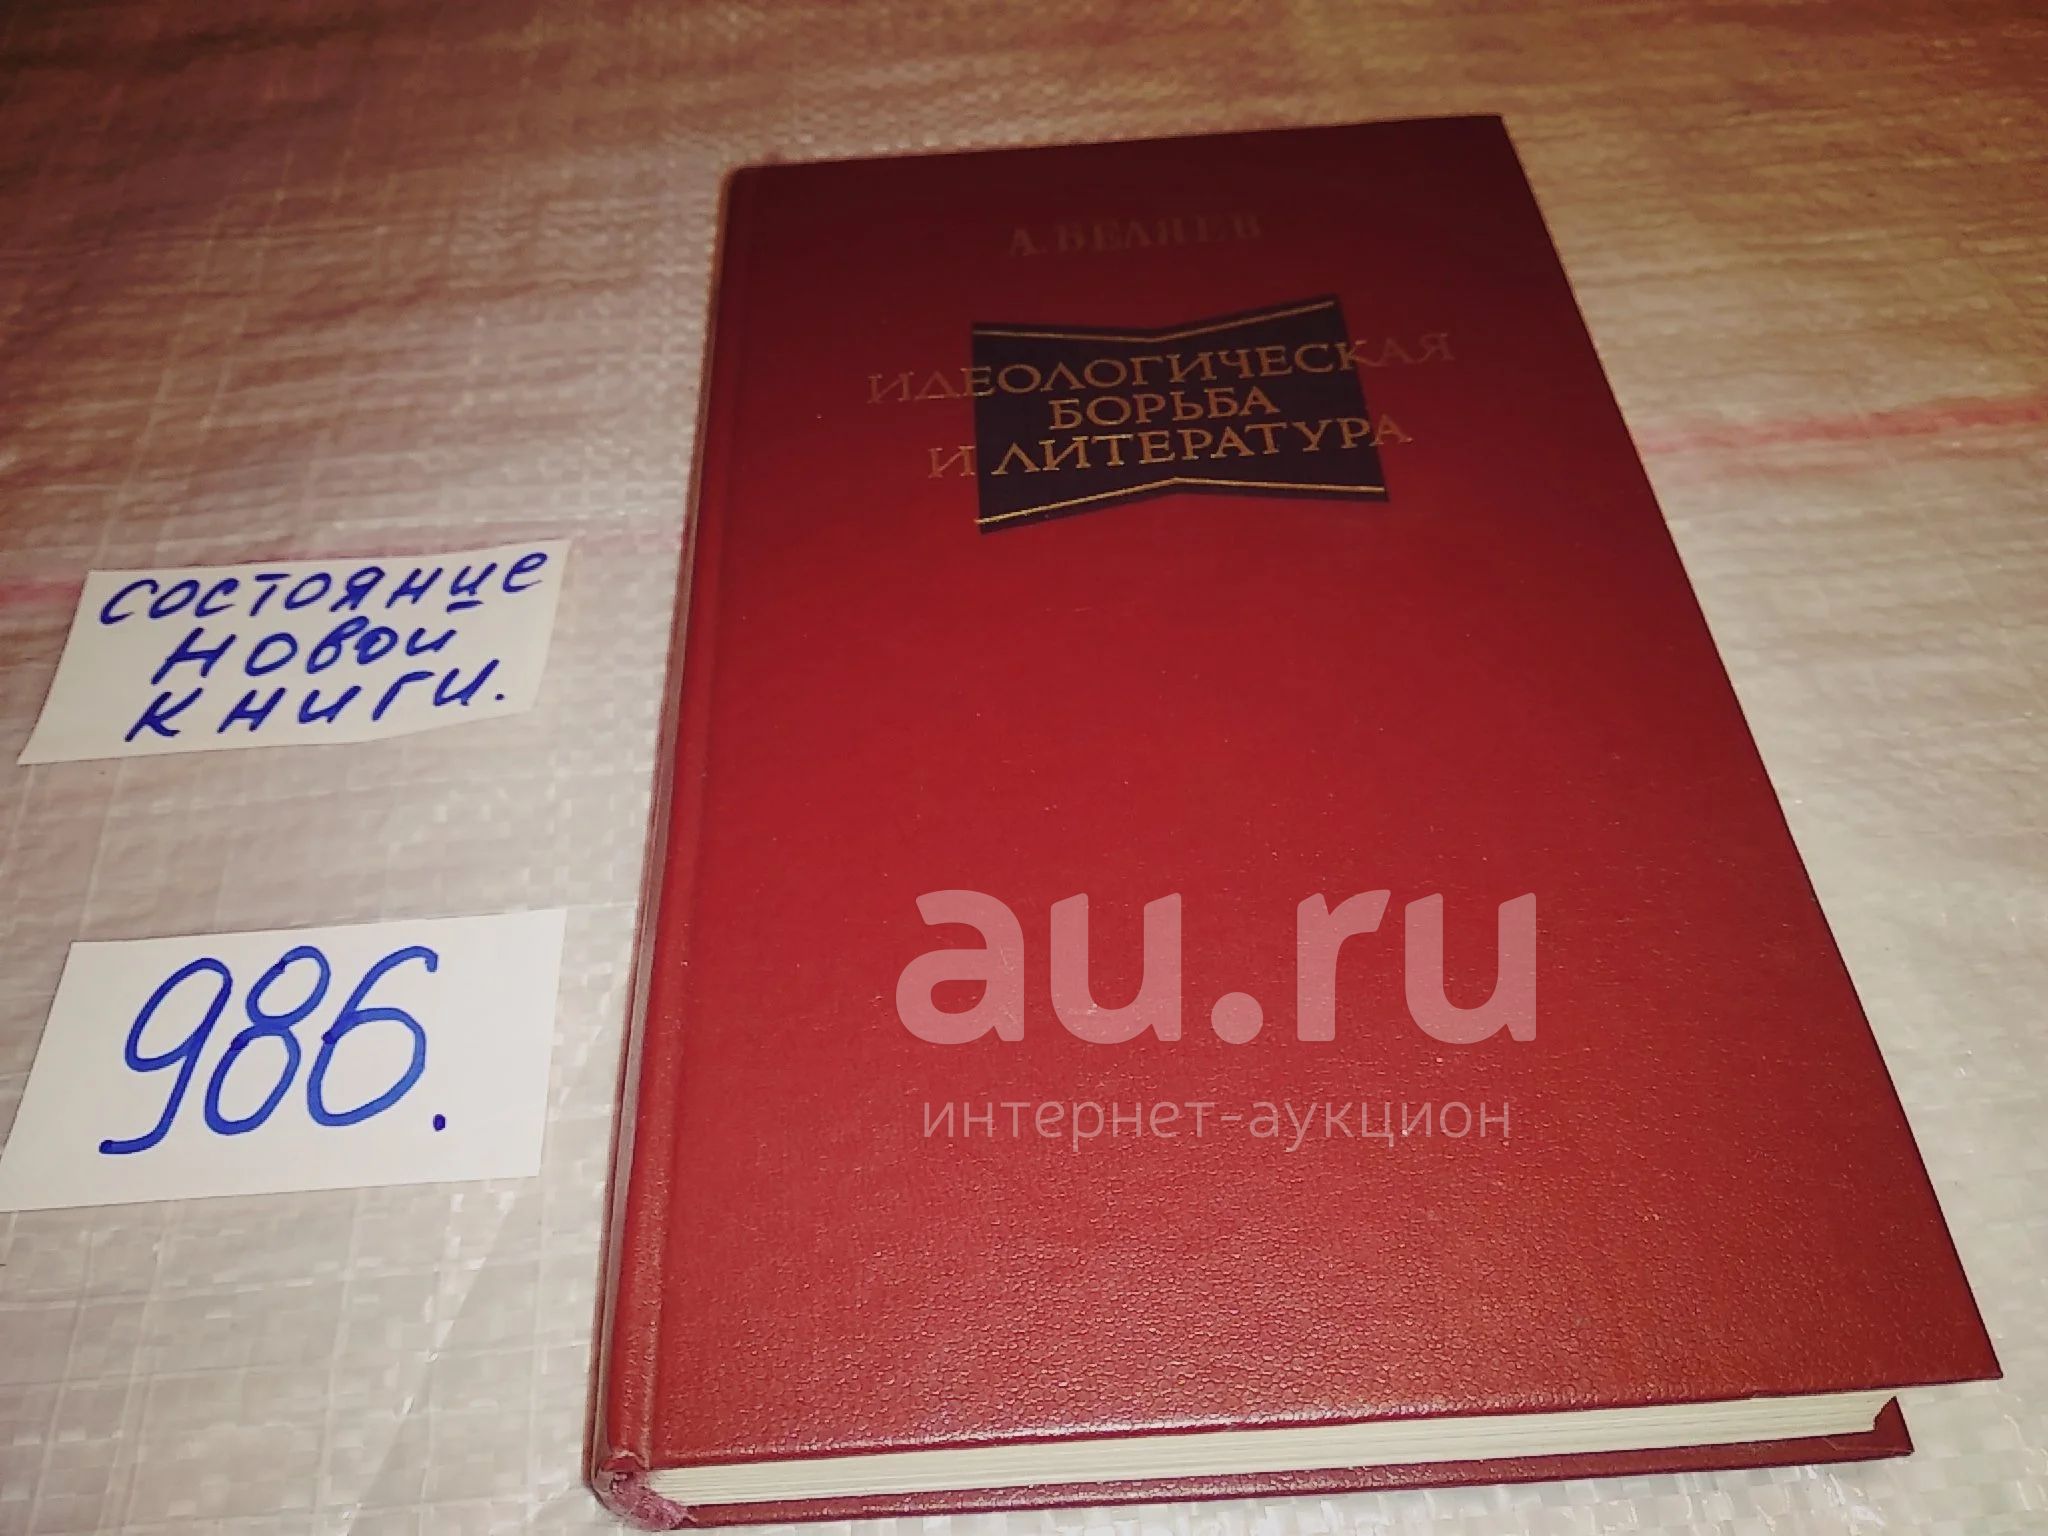 А. БЕЛЯЕВ
ИДЕОЛОГИЧЕСКАЯ
БОРЬБА
И ЛИТЕРАТУРА
состояние
новой
книги.
986.
au.ru
интернет-аукцион